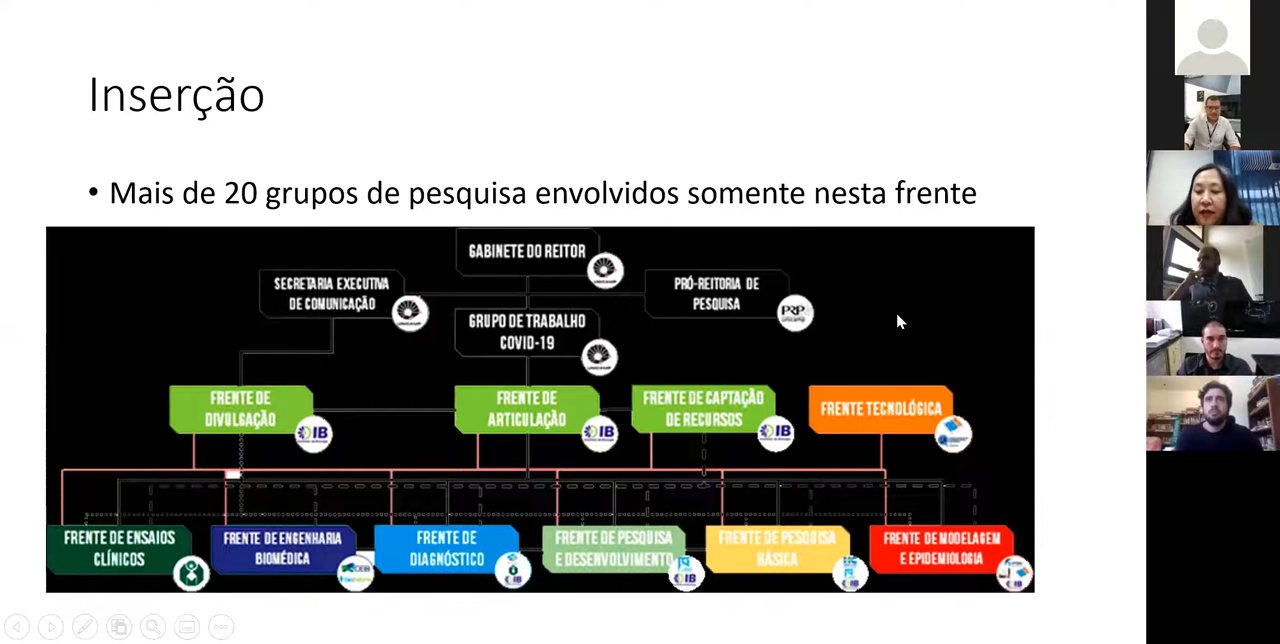 Inserção
• Mais de 20 grupos de pesquisa envolvidos somente nesta frente
GABINETE DO REITOR
SECRETARIA EXECUTIVA
DE COMUNICAÇÃO
PRÓ-REITORIA DE
PESQUISA
PRP
unicamp
GRUPO DE TRABALHO
COVID-19
FRENTE DE
DIVULGAÇÃO
IB
FRENTE DE
ARTICULAÇÃO
IB
FRENTE DE CAPTAÇÃO
DE RECURSOS
IB
FRENTE TECNOLÓGICA
FRENTE DE ENSAIOS
CLÍNICOS
FRENTE DE ENGENHARIA
BIOMÉDICA
FRENTE DE
DIAGNÓSTICO
FRENTE DE PESQUISA
E DESENVOLVIMENTO
IB
FRENTE DE PESQUISA
BÁSICA
FRENTE DE MODELAGEM
E EPIDEMIOLOGIA